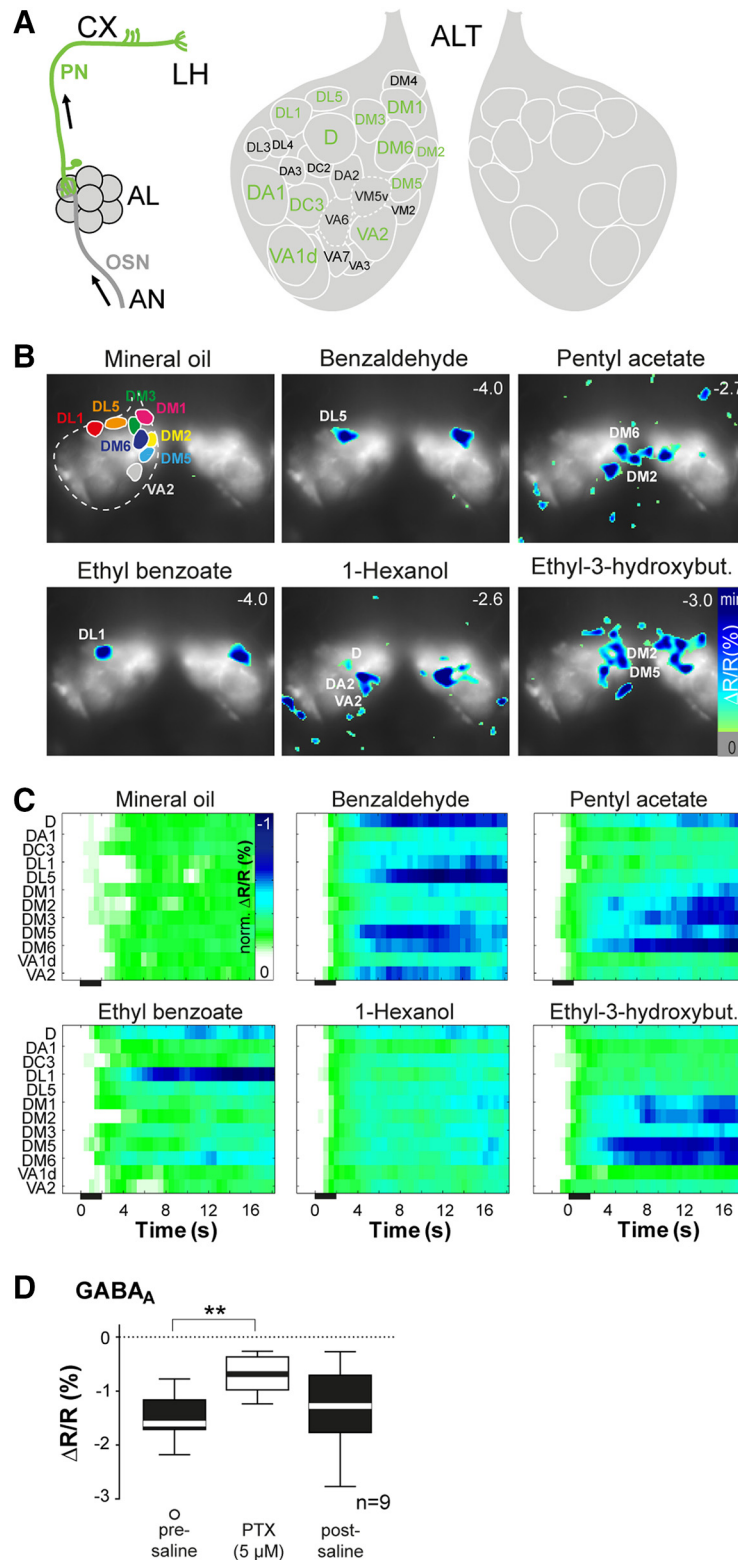 A
CX
PN
LH
AL
OSN
AN
ALT
DM4
DL5
DL1
DM3
DM1
D
DL3
DL4
DM6
DM2
DA3
DC2
DA2
DM5
DA1
DC3
VM5v
VA6
VM2
VA2
VA1d
VA7
VA3
B
Mineral oil
Benzaldehyde
Pentyl acetate
DM3
DL5
DM1
DL1
DM6
DM2
DM5
VA2
DL5
-4.0
DM6
DM2
-2.7
Ethyl benzoate
1-Hexanol
Ethyl-3-hydroxybut.
DL1
-4.0
D
DA2
VA2
-2.6
DM2
DM5
-3.0
min
ΔR/R(%)
0
C
Mineral oil
Benzaldehyde
Pentyl acetate
D
DA1
DC3
DL1
DL5
DM1
DM2
DM3
DM5
DM6
VA1d
VA2
-1
norm. ΔR/R (%)
0
Ethyl benzoate
1-Hexanol
Ethyl-3-hydroxybut.
D
DA1
DC3
DL1
DL5
DM1
DM2
DM3
DM5
DM6
VA1d
VA2
0 4 8 12 16
0 4 8 12 16
0 4 8 12 16
Time (s)
Time (s)
Time (s)
D
GABAA
**
0
-1
-2
-3
ΔR/R (%)
n=9
pre-
saline
PTX
(5 µM)
post-
saline